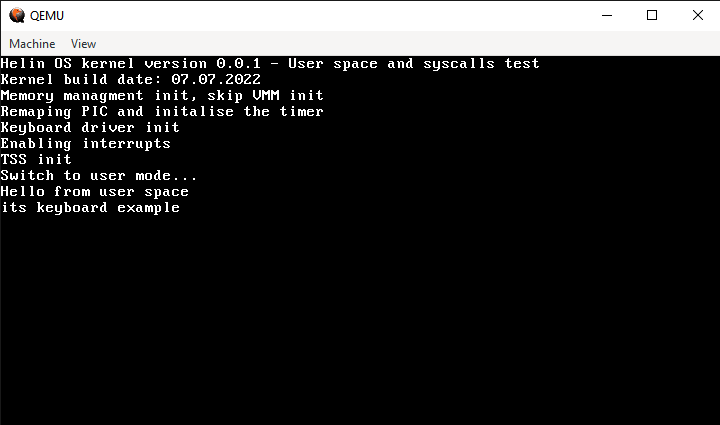 QEMU
Machine View
Helin OS kernel version 0.0.1 - User space and syscalls test
Kernel build date: 07.07.2022
Memory managment init, skip VMM init
Remaping PIC and initalise the timer
Keyboard driver init
Enabling interrupts
TSS init
Switch to user mode...
Hello from user space
its keyboard example